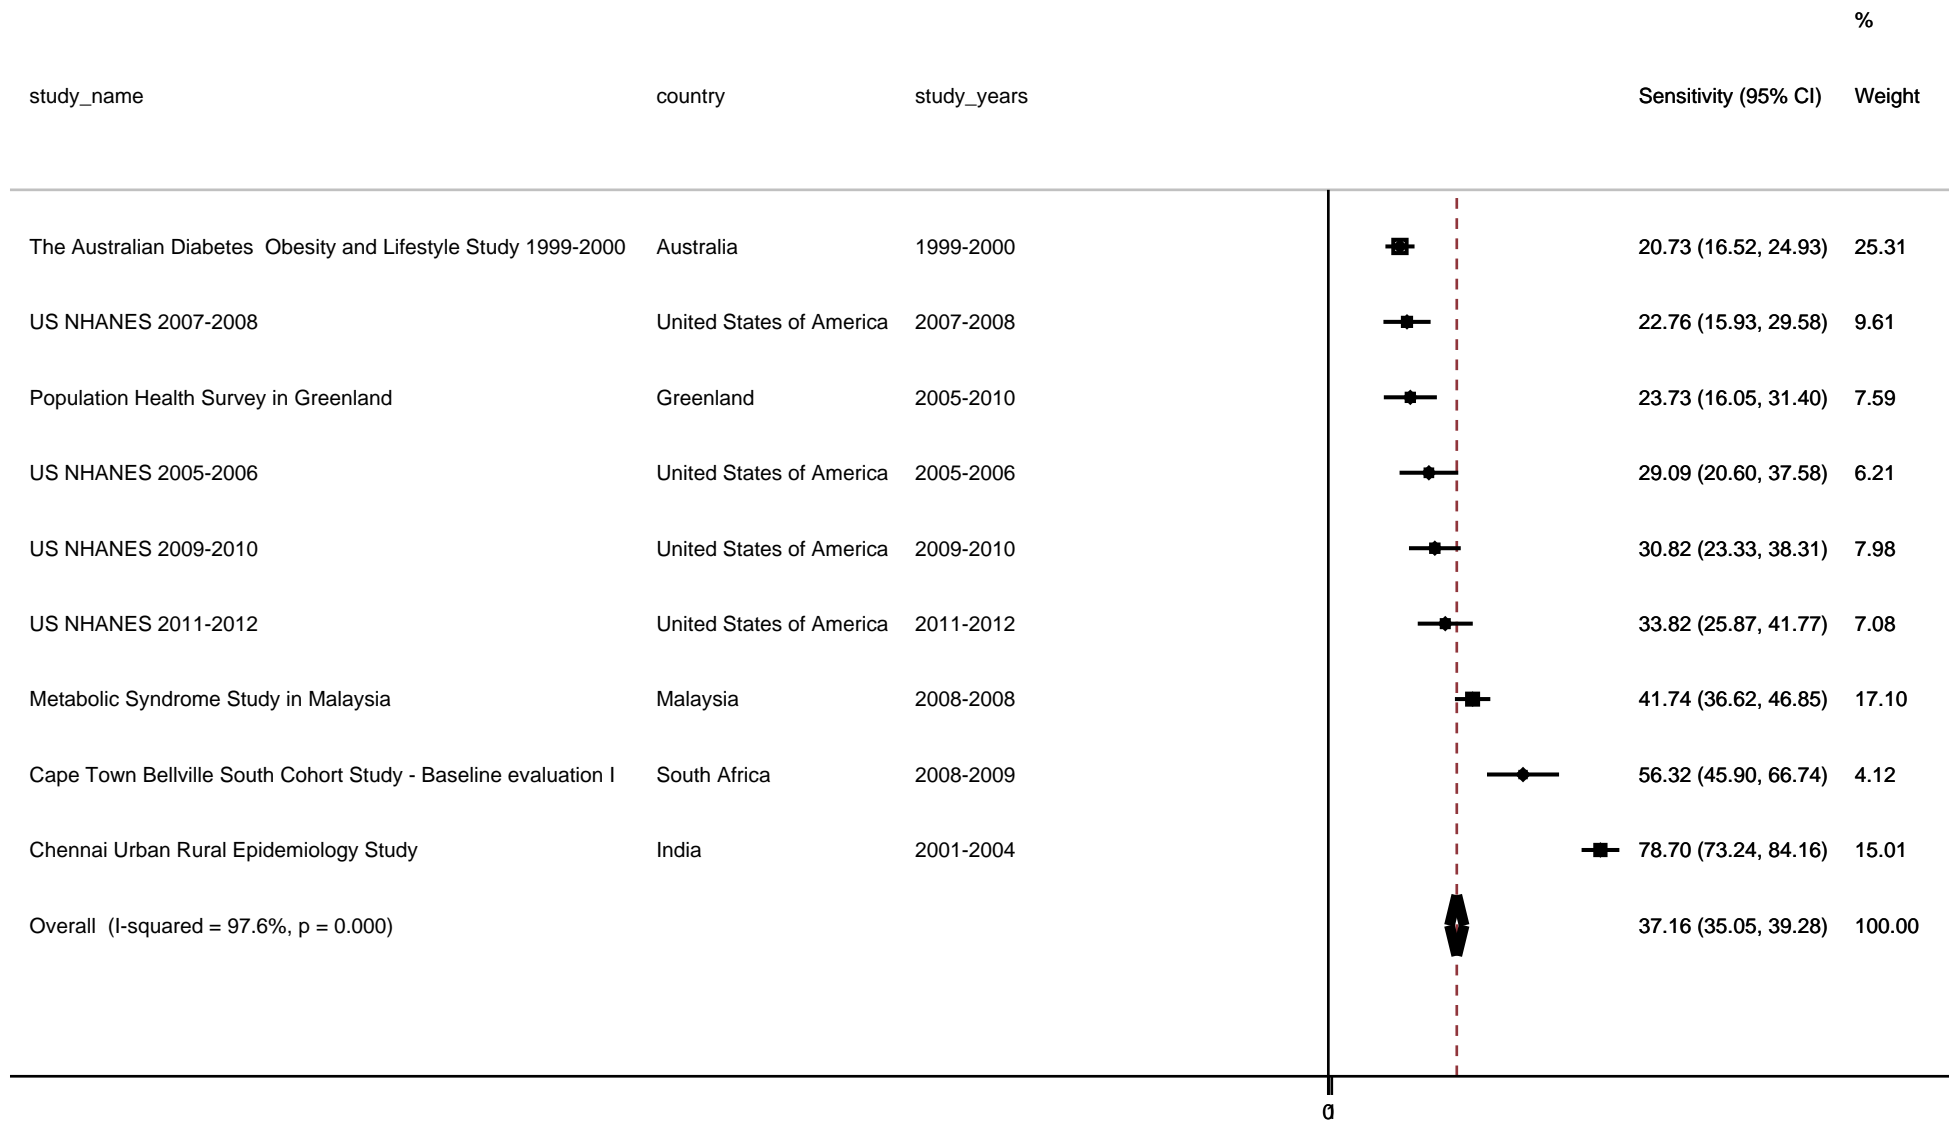 %
study_name country study_years Sensitivity (95% CI) Weight
The Australian Diabetes  Obesity and Lifestyle Study 1999-2000 Australia 1999-2000 20.73 (16.52, 24.93) 25.31
US NHANES 2007-2008 United States of America 2007-2008 22.76 (15.93, 29.58) 9.61
Population Health Survey in Greenland Greenland 2005-2010 23.73 (16.05, 31.40) 7.59
US NHANES 2005-2006 United States of America 2005-2006 29.09 (20.60, 37.58) 6.21
US NHANES 2009-2010 United States of America 2009-2010 30.82 (23.33, 38.31) 7.98
US NHANES 2011-2012 United States of America 2011-2012 33.82 (25.87, 41.77) 7.08
Metabolic Syndrome Study in Malaysia Malaysia 2008-2008 41.74 (36.62, 46.85) 17.10
Cape Town Bellville South Cohort Study - Baseline evaluation I South Africa 2008-2009 56.32 (45.90, 66.74) 4.12
Chennai Urban Rural Epidemiology Study India 2001-2004 78.70 (73.24, 84.16) 15.01
Overall  (I-squared = 97.6%, p = 0.000) 37.16 (35.05, 39.28) 100.00
0 1